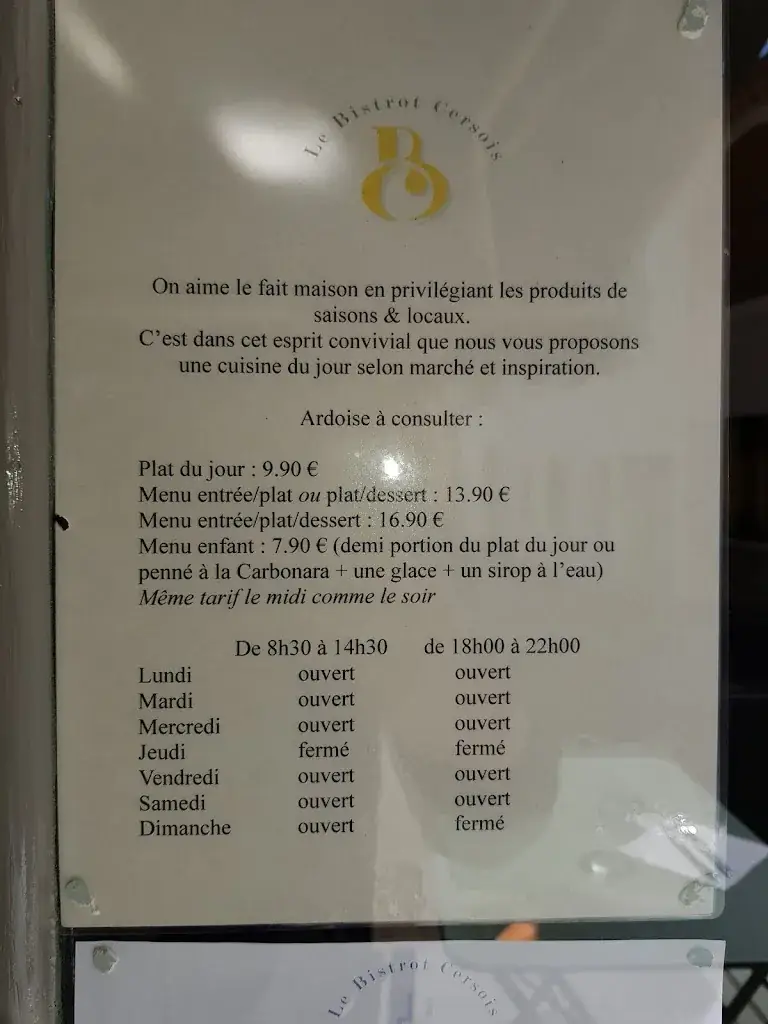 Le Bistrot Cersois
BC
On aime le fait maison en privilégiant les produits de
saisons & locaux.
C'est dans cet esprit convivial que nous vous proposons
une cuisine du jour selon marché et inspiration.
Ardoise à consulter :
Plat du jour : 9.90 €
Menu entrée/plat ou plat/dessert : 13.90 €
Menu entrée/plat/dessert : 16.90 €
Menu enfant : 7.90 € (demi portion du plat du jour ou
penné à la Carbonara + une glace + un sirop à l'eau)
Même tarif le midi comme le soir
De 8h30 à 14h30 de 18h00 à 22h00
Lundi ouvert ouvert
Mardi ouvert ouvert
Mercredi ouvert ouvert
Jeudi fermé fermé
Vendredi ouvert ouvert
Samedi ouvert ouvert
Dimanche ouvert fermé
Le Bistrot Cersois